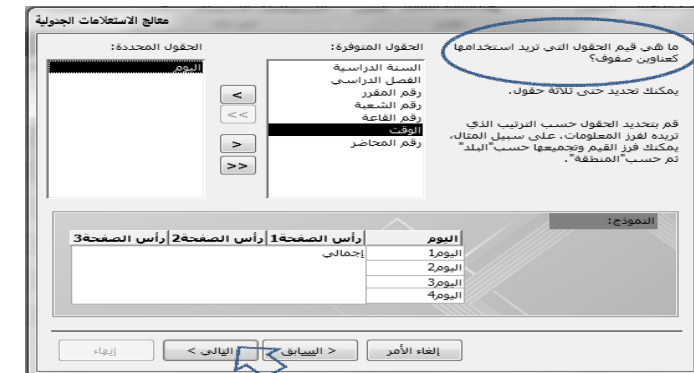 معالج الاستعلامات الجدولية
ما هي قيم الحقول التي تريد استخدامها
كعناوين صفوف؟
يمكنك تحديد حتى ثلاثة حقول.
قم بتحديد الحقول حسب الترتيب الذي
تريده لفرز المعلومات. على سبيل المثال،
يمكنك فرز القيم وتجميعها حسب"البلد"
ثم حسب"المنطقة".
الحقول المتوفرة:
السنة الدراسية
الفصل الدراسي
رقم المقرر
رقم الشعبة
رقم القاعة
الوقت
رقم المحاضر
<
<<
>
>>
الحقول المحددة:
اليوم
النموذج:
اليوم رأس الصفحة1 رأس الصفحة2 رأس الصفحة3
اليوم1 إجمالي
اليوم2
اليوم3
اليوم4
إلغاء الأمر < السابق التالي > إنهاء